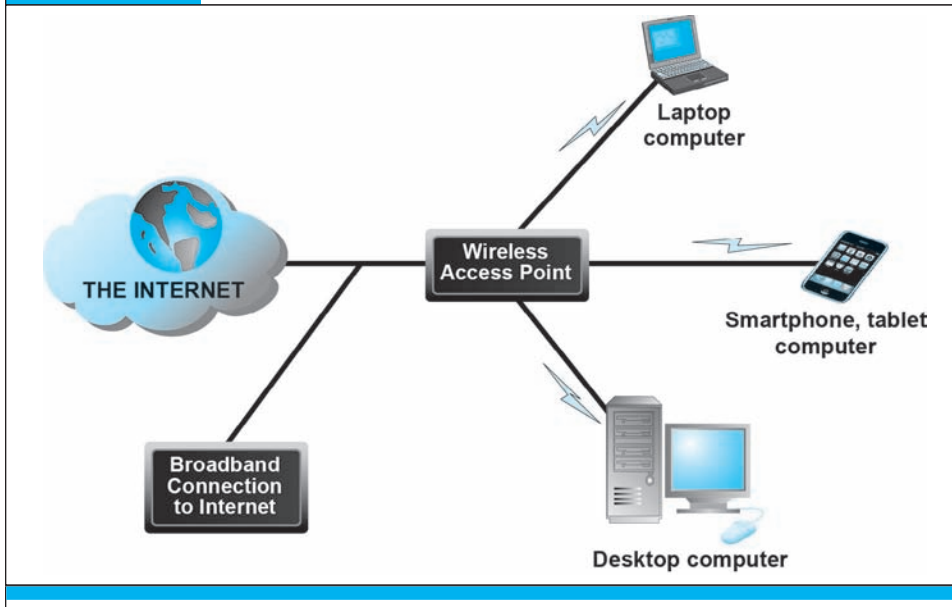 Laptop
computer
Wireless
Access Point
THE INTERNET
Smartphone, tablet
computer
Broadband
Connection
to Internet
Desktop computer